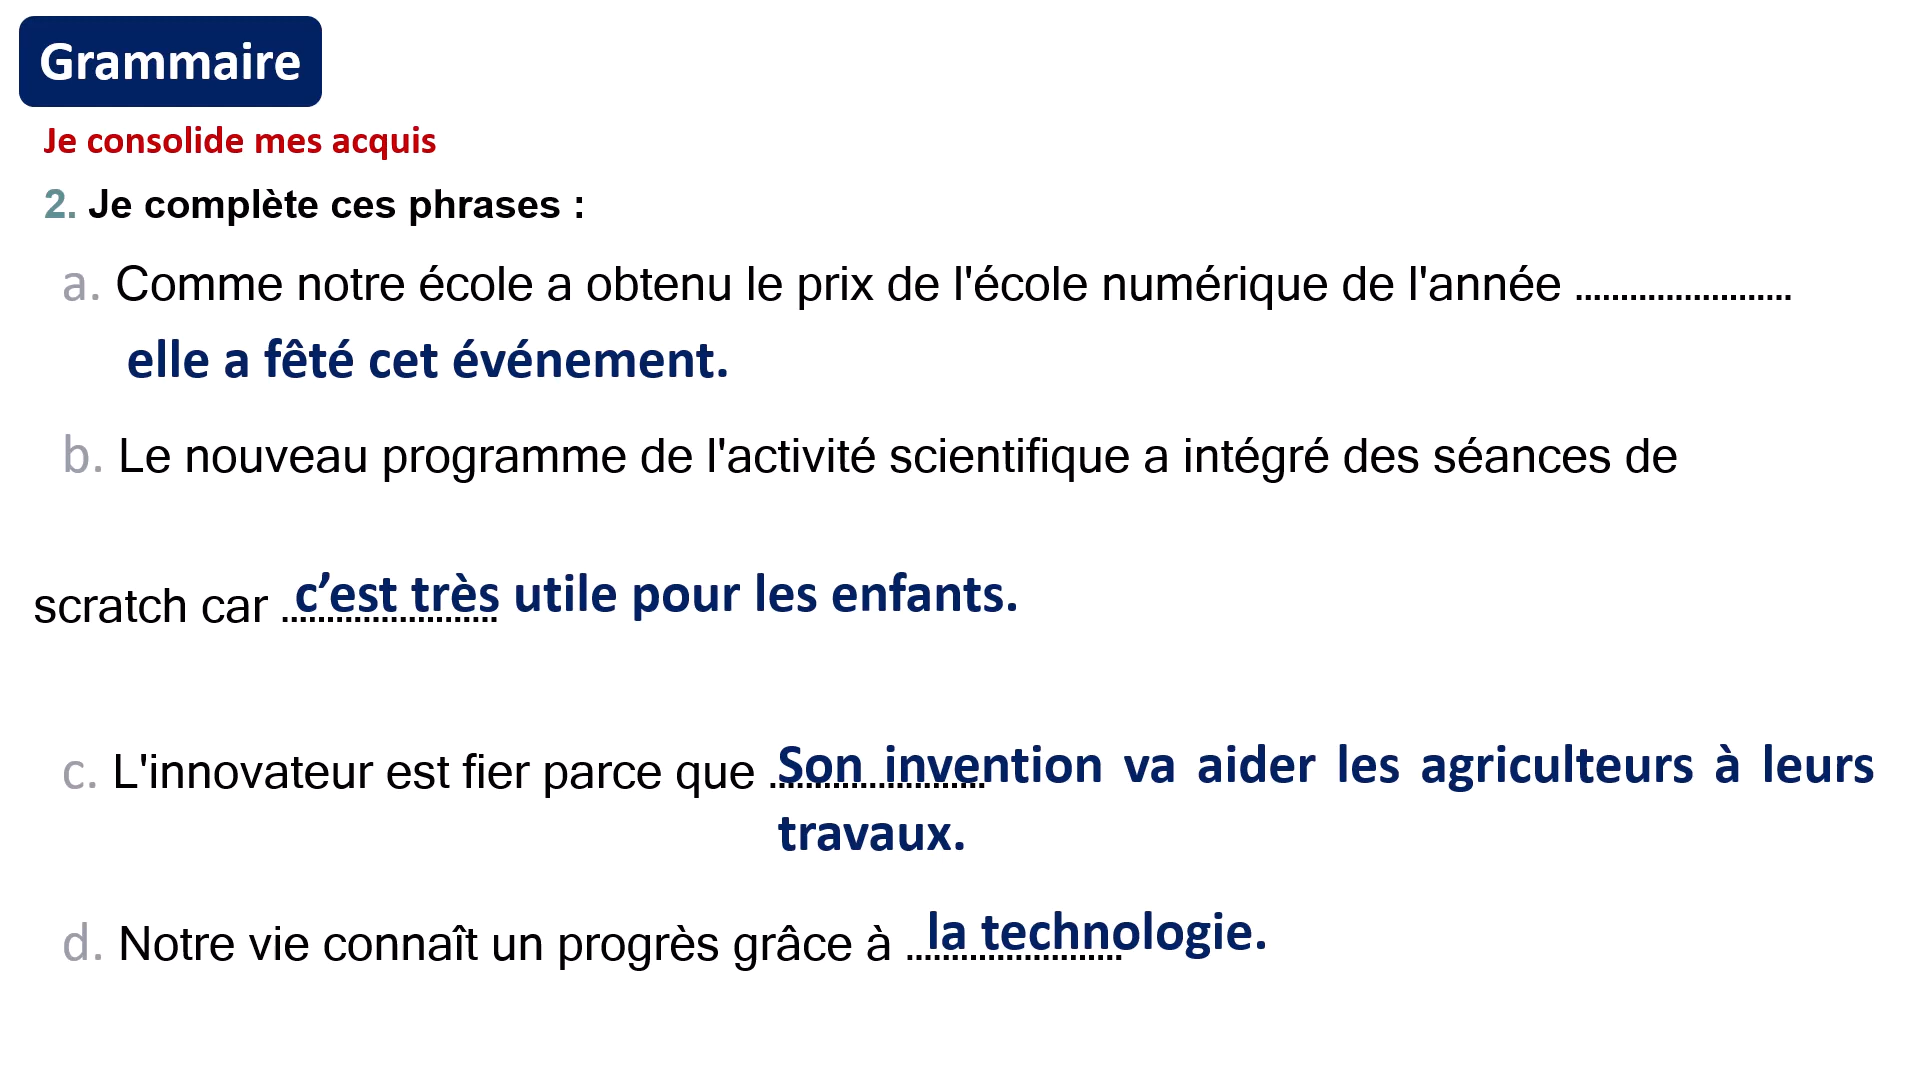 Grammaire
Je consolide mes acquis
2. Je complète ces phrases :
a. Comme notre école a obtenu le prix de l'école numérique de l'année ........................
elle a fêté cet événement.
b. Le nouveau programme de l'activité scientifique a intégré des séances de
scratch car ........................ c’est très utile pour les enfants.
c. L'innovateur est fier parce que ........................ Son invention va aider les agriculteurs à leurs
travaux.
d. Notre vie connaît un progrès grâce à ........................ la technologie.